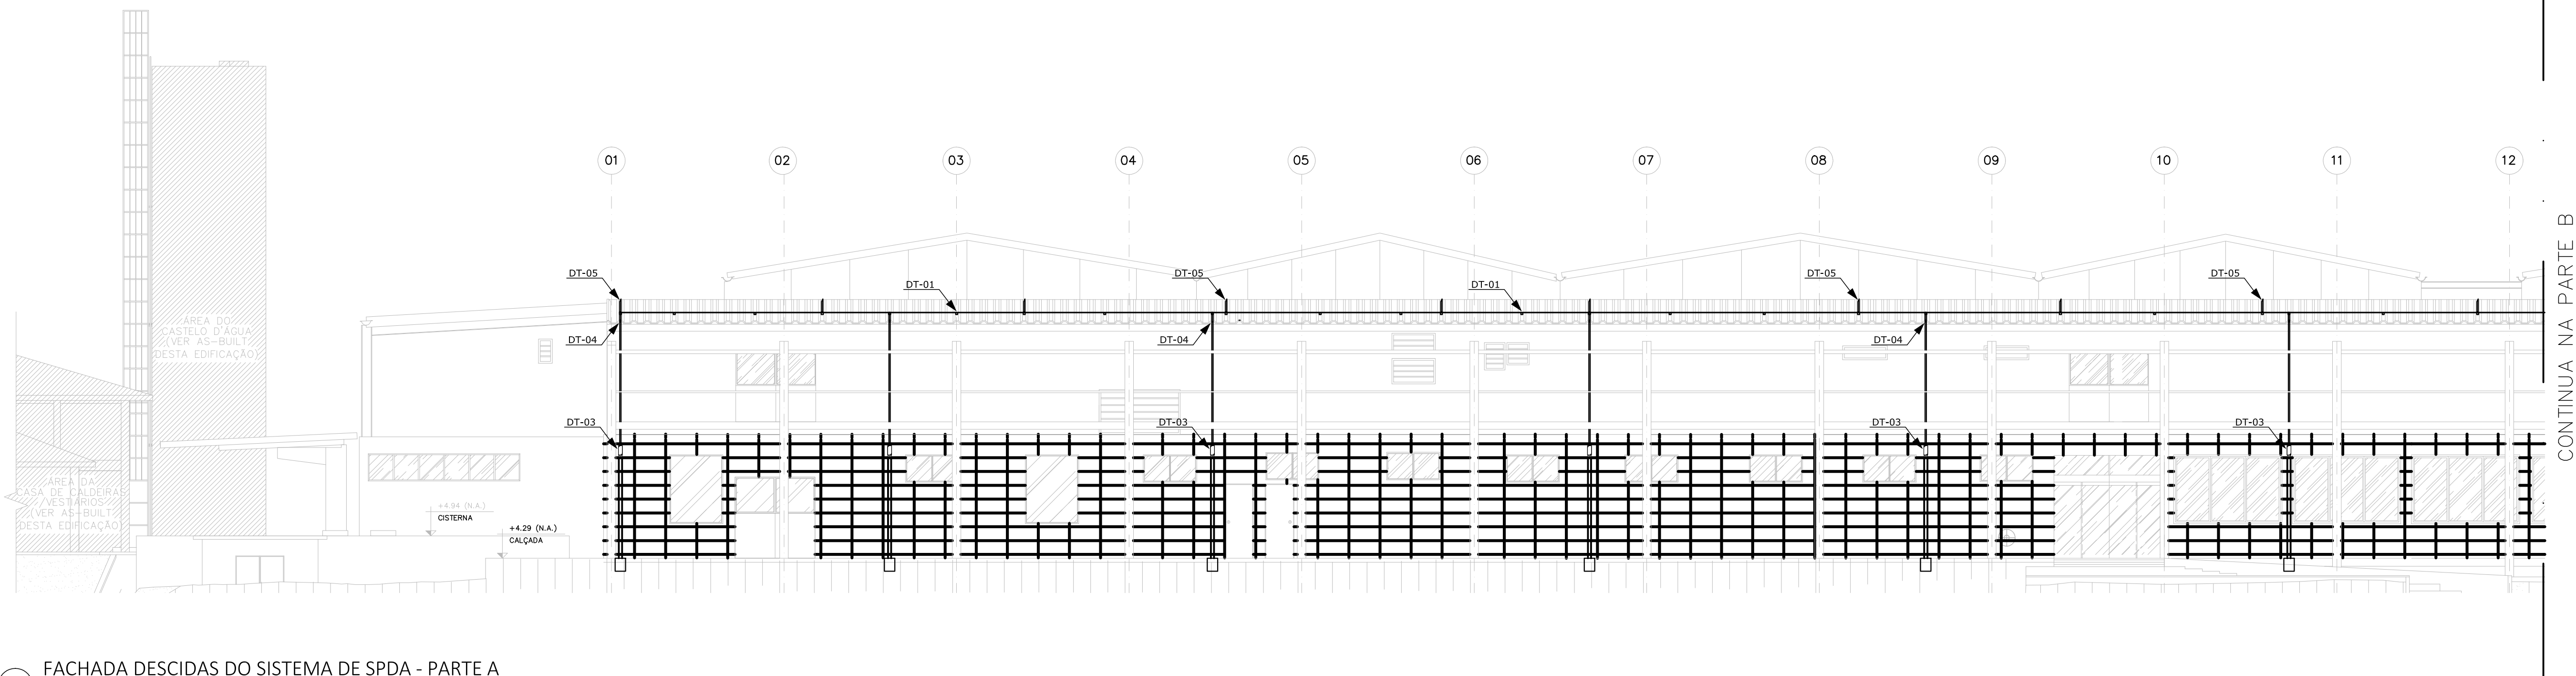 01 02 03 04 05 06 07 08 09 10 11 12
DT-05 DT-05 DT-05 DT-05
DT-01 DT-01
DT-04 DT-04 DT-04
DT-03 DT-03 DT-03 DT-03
ÁREA DO
CASTELO D'ÁGUA
(VER AS-BUILT
DESTA EDIFICAÇÃO)
ÁREA DA
CASA DE CALDEIRAS
/VESTIÁRIOS
(VER AS-BUILT
DESTA EDIFICAÇÃO)
+4.94 (N.A.)
CISTERNA
+4.29 (N.A.)
CALÇADA
CONTINUA NA PARTE B
FACHADA DESCIDAS DO SISTEMA DE SPDA - PARTE A